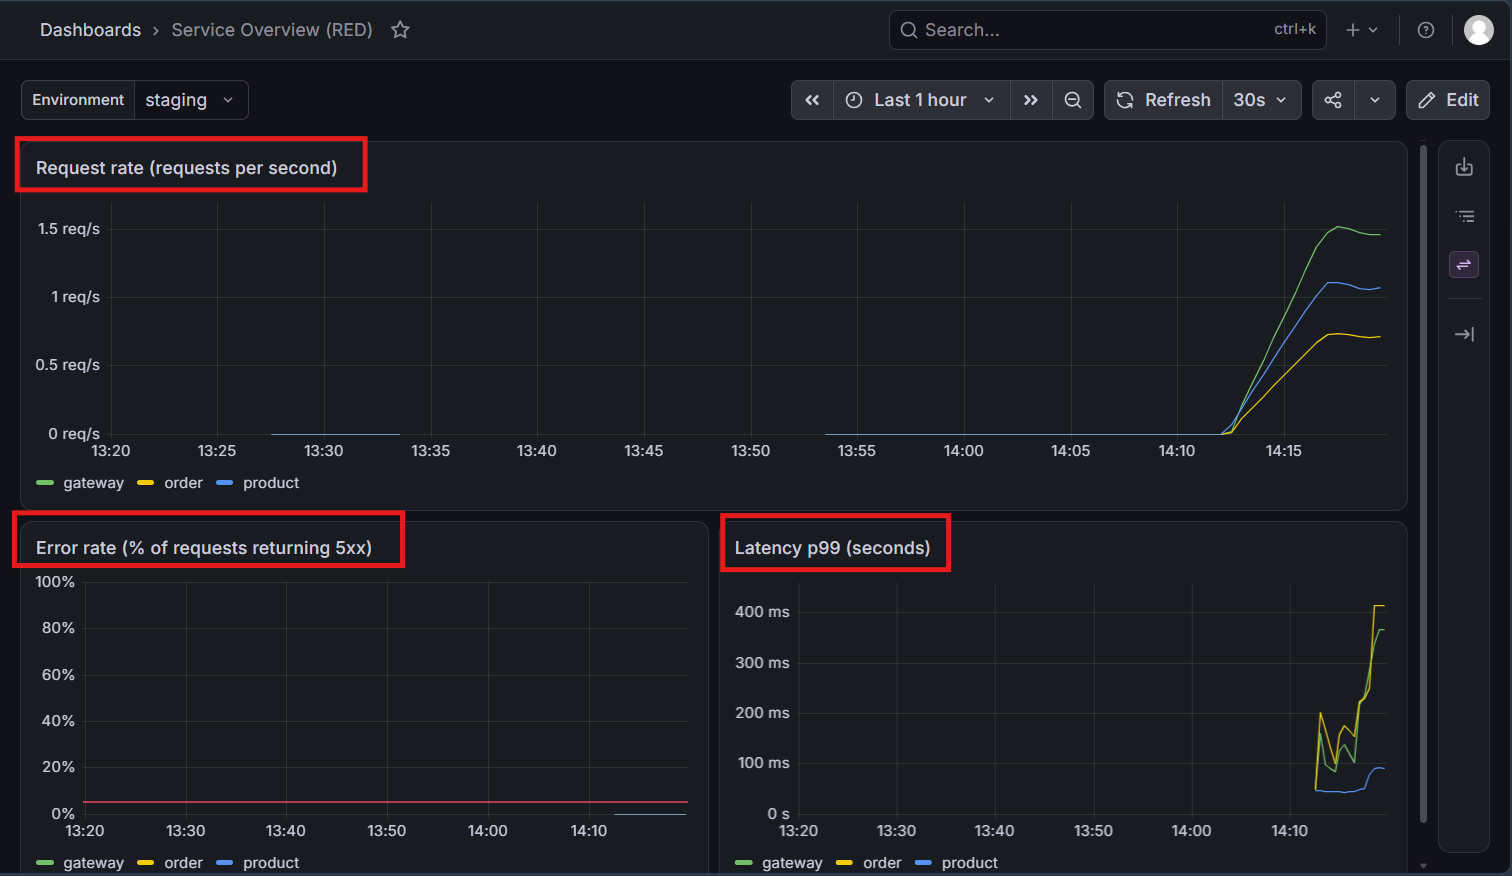 Dashboards › Service Overview (RED)
Search... ctrl+k
Environment staging
Last 1 hour
Refresh 30s
Edit
Request rate (requests per second)
1.5 req/s
1 req/s
0.5 req/s
0 req/s
13:20 13:25 13:30 13:35 13:40 13:45 13:50 13:55 14:00 14:05 14:10 14:15
gateway order product
Error rate (% of requests returning 5xx)
100%
80%
60%
40%
20%
0%
13:20 13:30 13:40 13:50 14:00 14:10
gateway order product
Latency p99 (seconds)
400 ms
300 ms
200 ms
100 ms
0 s
13:20 13:30 13:40 13:50 14:00 14:10
gateway order product